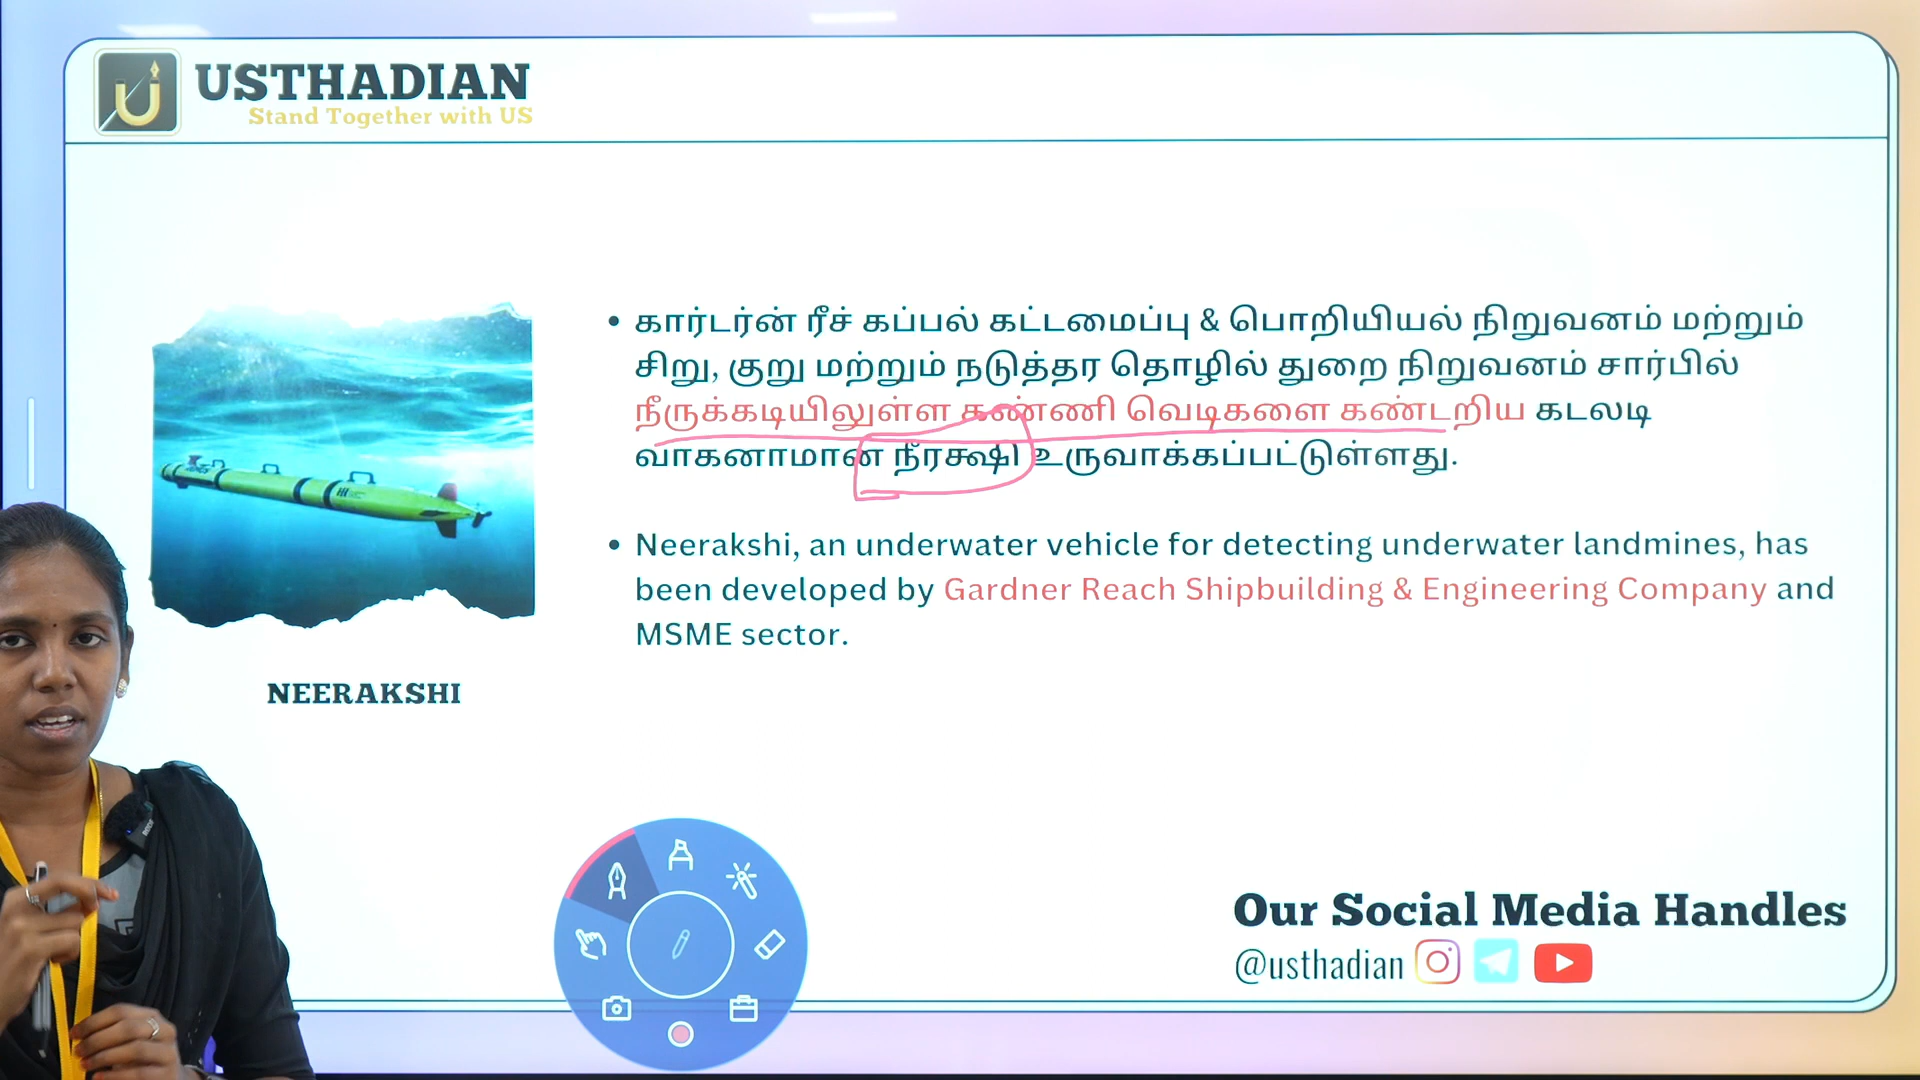 USTHADIAN
Stand Together with US
• கார்டர்ன் ரீச் கப்பல் கட்டமைப்பு & பொறியியல் நிறுவனம் மற்றும்
சிறு, குறு மற்றும் நடுத்தர தொழில் துறை நிறுவனம் சார்பில்
நீருக்கடியிலுள்ள கண்ணி வெடிகளை கண்டறிய கடலடி
வாகனாமான நீரக்ஷி உருவாக்கப்பட்டுள்ளது.
• Neerakshi, an underwater vehicle for detecting underwater landmines, has
been developed by Gardner Reach Shipbuilding & Engineering Company and
MSME sector.
NEERAKSHI
Our Social Media Handles
@usthadian